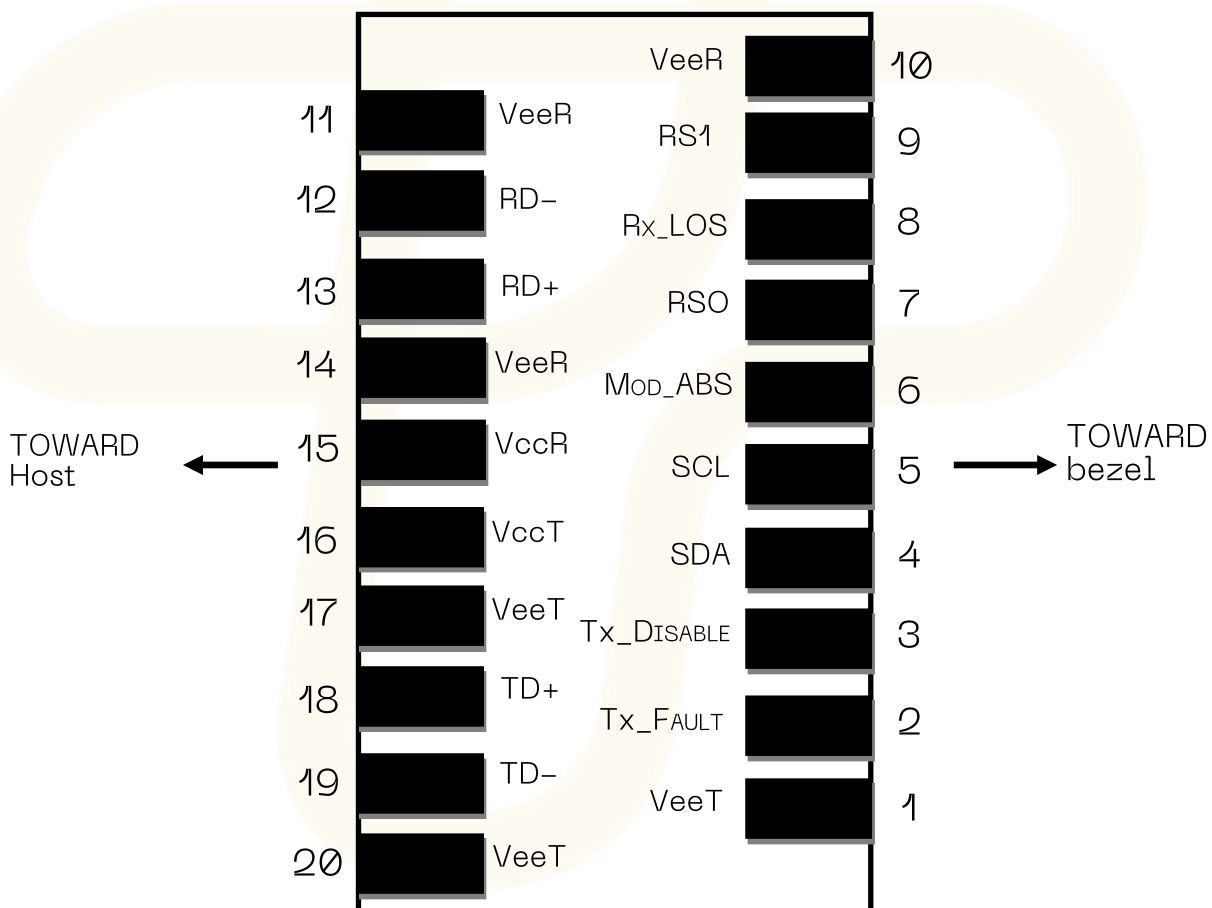 VeeR 10
11 VeeR
RS1 9
12 RD-
Rx_LOS 8
13 RD+
RSO 7
14 VeeR
Mod_ABS 6
15 VccR
TOWARD
Host
SCL 5
TOWARD
bezel
16 VccT
SDA 4
17 VeeT
Tx_Disable 3
18 TD+
Tx_Fault 2
19 TD-
VeeT 1
20 VeeT